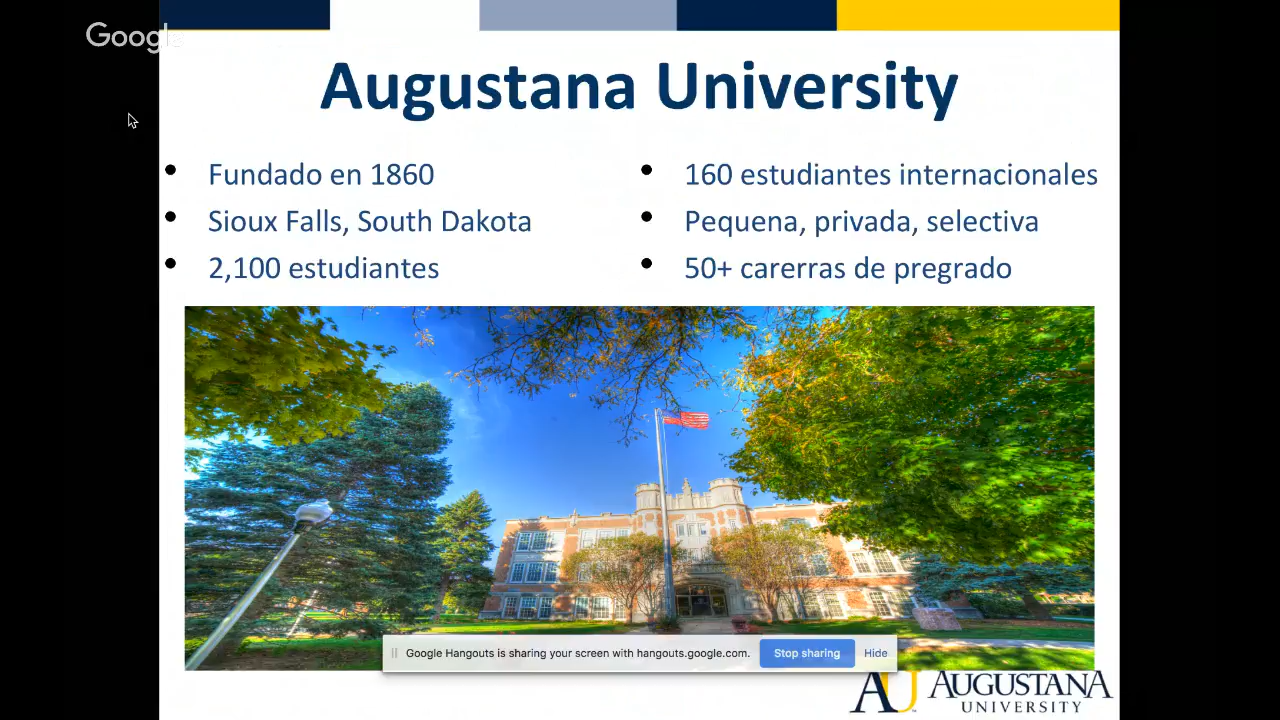 Google
Augustana University
• Fundado en 1860
• Sioux Falls, South Dakota
• 2,100 estudiantes
• 160 estudiantes internacionales
• Pequena, privada, selectiva
• 50+ carerras de pregrado
Google Hangouts is sharing your screen with hangouts.google.com.
Stop sharing
Hide
AU
AUGUSTANA
UNIVERSITY